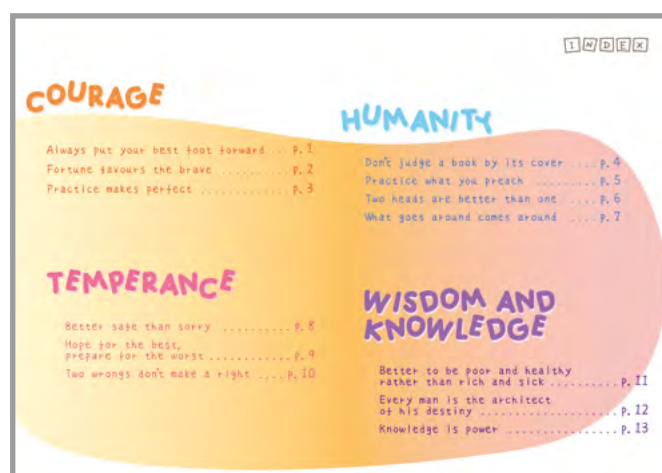 INDEX
COURAGE
Always put your best foot forward ... p. 1
Fortune favours the brave .......... p. 2
Practice makes perfect ............. p. 3
HUMANITY
Don't judge a book by its cover .... p. 4
Practice what you preach ......... p. 5
Two heads are better than one .... p. 6
What goes around comes around .... p. 7
TEMPERANCE
Better safe than sorry .......... p. 8
Hope for the best,
prepare for the worst ........... p. 9
Two wrongs don't make a right .... p. 10
WISDOM AND
KNOWLEDGE
Better to be poor and healthy
rather than rich and sick .......... p. 11
Every man is the architect
of his destiny .................... p. 12
Knowledge is power ................ p. 13